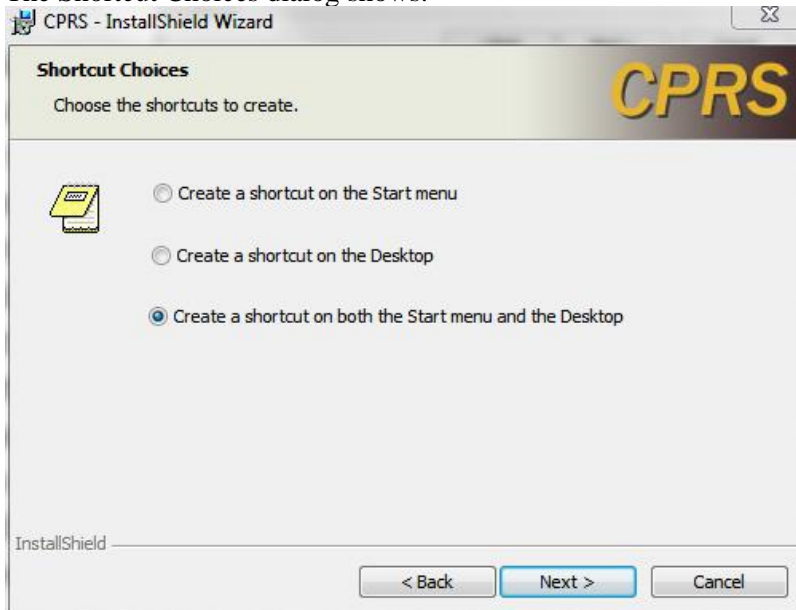 The Shortcut Choices dialog shows.
CPRS - InstallShield Wizard
Shortcut Choices
Choose the shortcuts to create.
CPRS
Create a shortcut on the Start menu
Create a shortcut on the Desktop
Create a shortcut on both the Start menu and the Desktop
InstallShield
< Back Next > Cancel